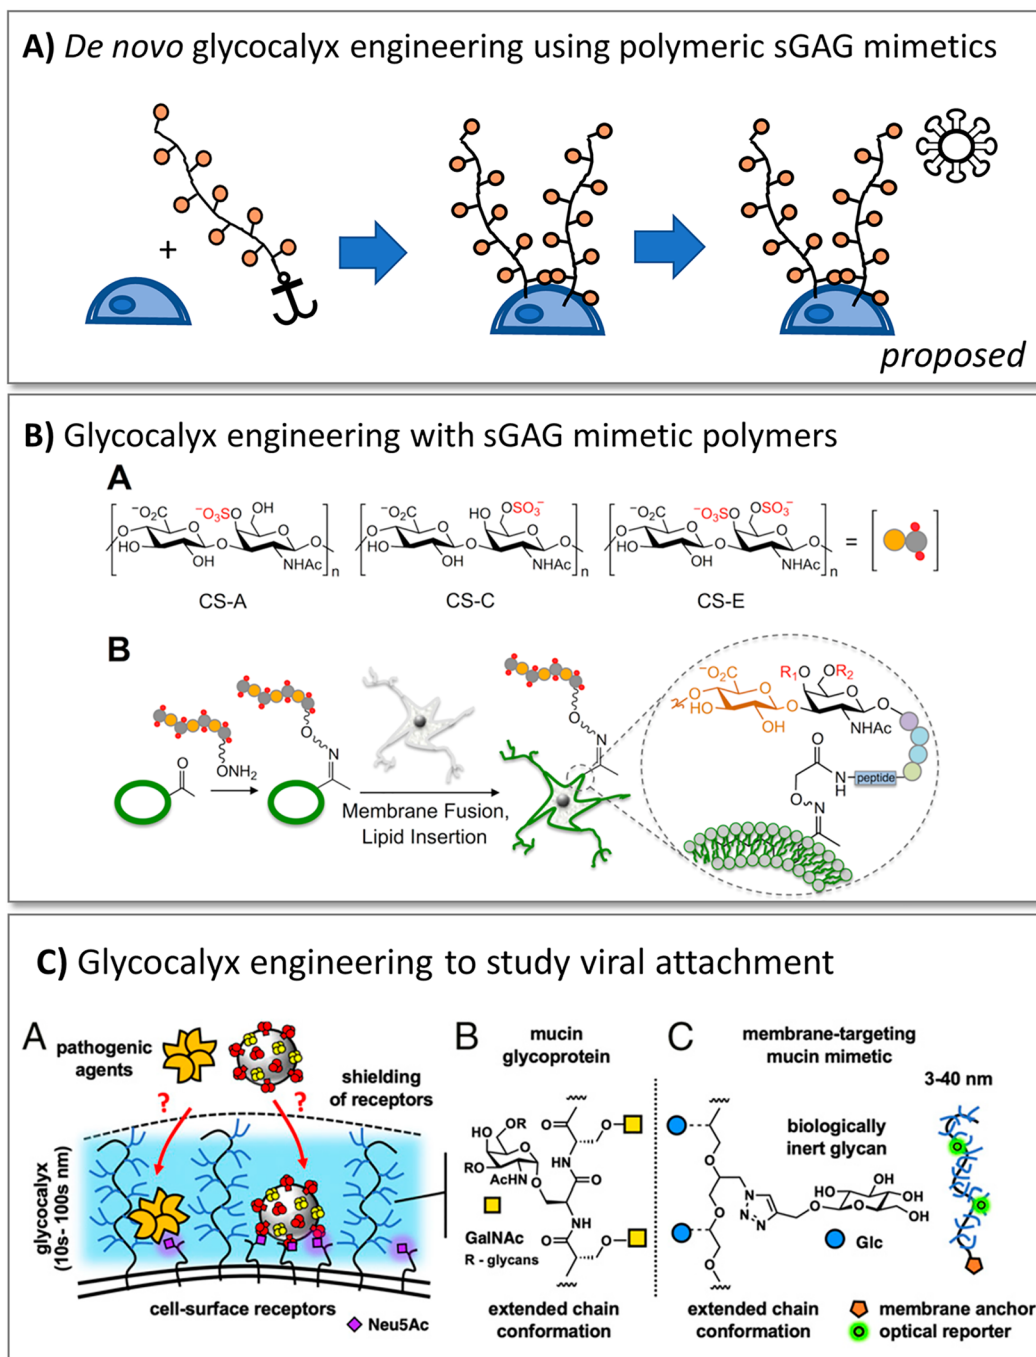 A) De novo glycocalyx engineering using polymeric sGAG mimetics
+
proposed
B) Glycocalyx engineering with sGAG mimetic polymers
A
⁻O₂C O ⁻O₃SO OH O HO O OH O NHAc O n
⁻O₂C O HO OSO₃⁻ O HO O OH O NHAc O n
⁻O₂C O ⁻O₃SO OSO₃⁻ O HO O OH O NHAc O n
=
CS-A
CS-C
CS-E
B
O
ONH₂
O
N
Membrane Fusion,
Lipid Insertion
O
N
⁻O₂C O R₁O OR₂ O
O HO O OH NHAc O
O
N
H
peptide
O
N
C) Glycocalyx engineering to study viral attachment
A
pathogenic
agents
shielding
of receptors
?
?
glycocalyx
(10s- 100s nm)
cell-surface receptors
Neu5Ac
B
mucin
glycoprotein
HO OR
RO O
AcHN O
O O
HN
O
NH
O O
GalNAc
R - glycans
extended chain
conformation
C
membrane-targeting
mucin mimetic
3-40 nm
biologically
inert glycan
O
N
N=N
O
O
O
HO OH
O OH
OH
Glc
extended chain
conformation
membrane anchor
optical reporter